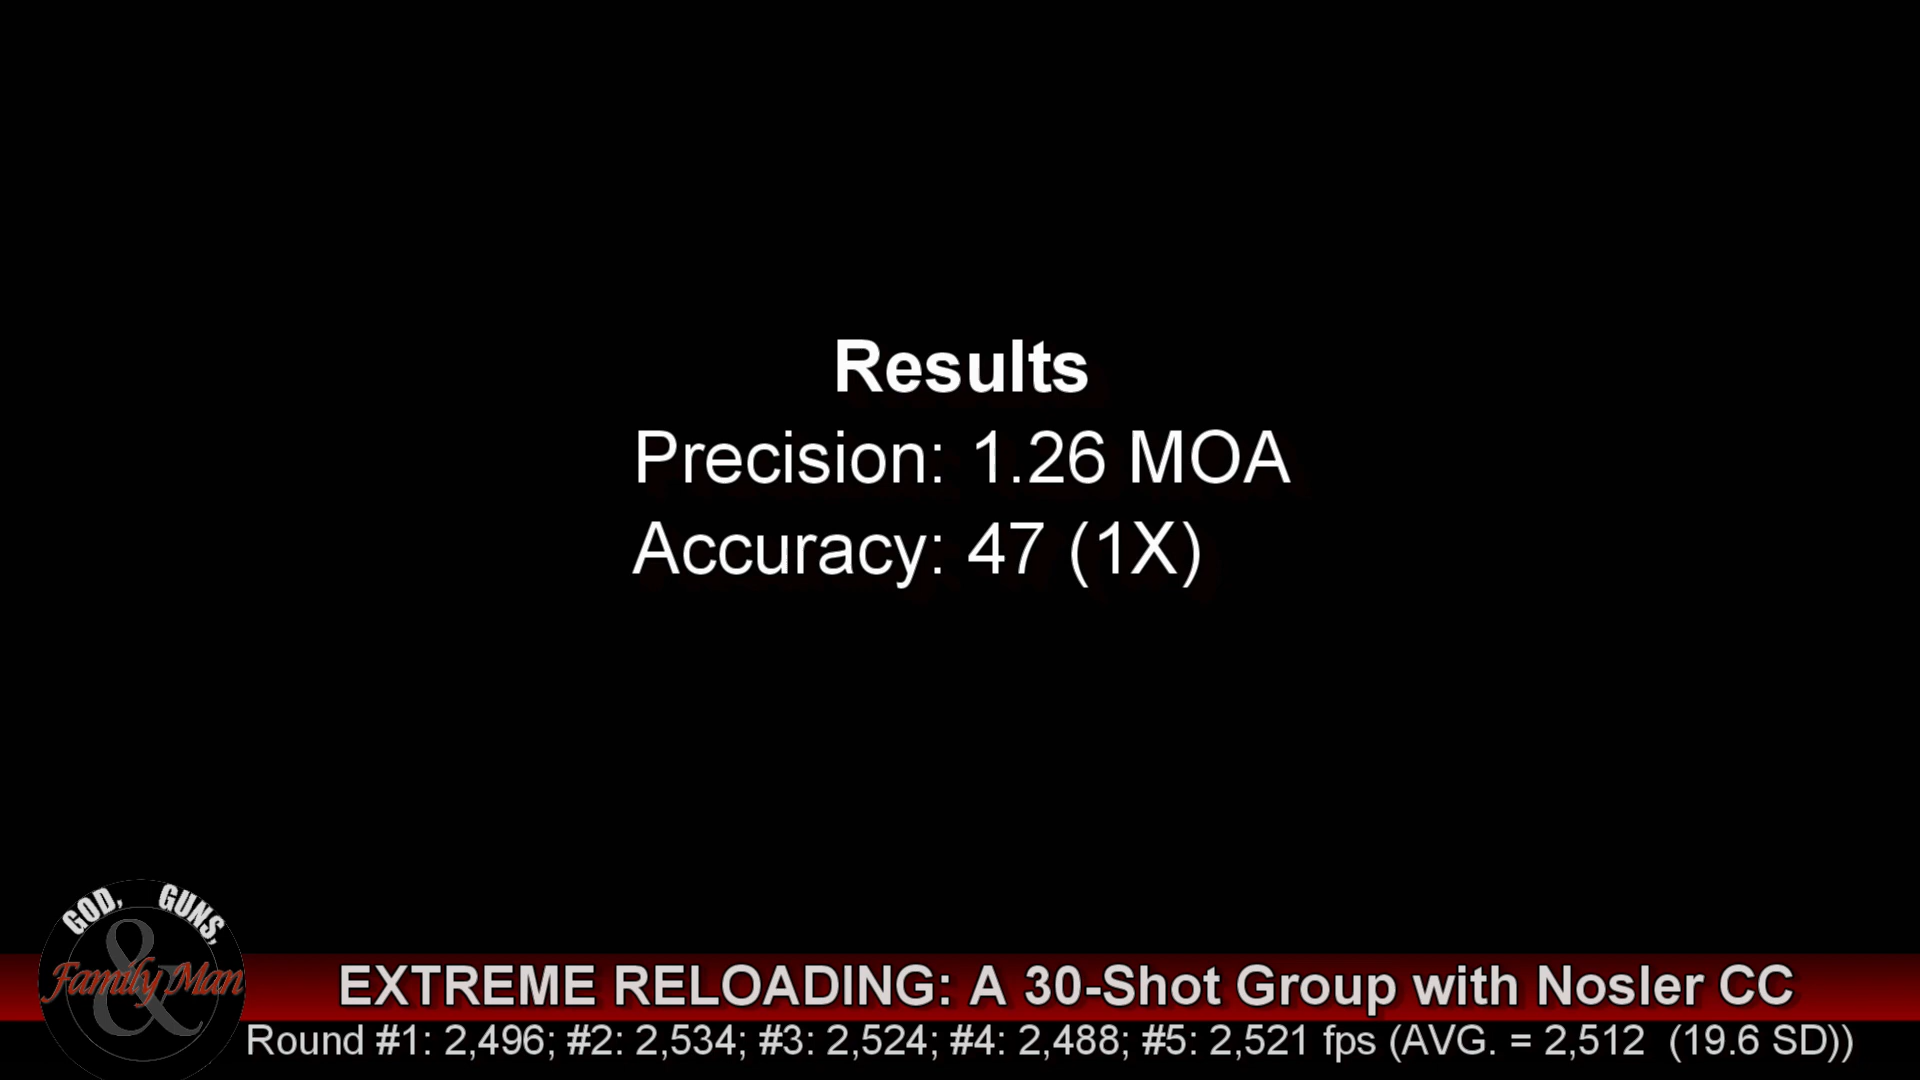 Results
Precision: 1.26 MOA
Accuracy: 47 (1X)
GOD, GUNS,
&
Family Man
EXTREME RELOADING: A 30-Shot Group with Nosler CC
Round #1: 2,496; #2: 2,534; #3: 2,524; #4: 2,488; #5: 2,521 fps (AVG. = 2,512 (19.6 SD))